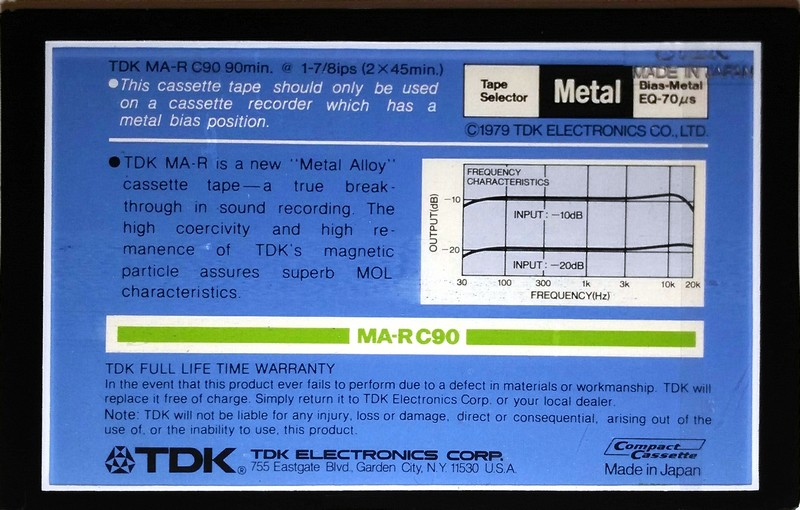 TDK MA-R C90 90min. @ 1-7/8ips (2×45min.)
●This cassette tape should only be used
on a cassette recorder which has a
metal bias position.
Tape
Selector
Metal
Bias-Metal
EQ-70μs
TDK
MADE IN JAPAN
©1979 TDK ELECTRONICS CO., LTD.
●TDK MA-R is a new "Metal Alloy"
cassette tape—a true break-
through in sound recording. The
high coercivity and high re-
manence of TDK's magnetic
particle assures superb MOL
characteristics.
FREQUENCY
CHARACTERISTICS
OUTPUT(dB)
-10
INPUT : -10dB
-20
INPUT : -20dB
30 100 300 1k 3k 10k 20k
FREQUENCY(Hz)
MA-R C90
TDK FULL LIFE TIME WARRANTY
In the event that this product ever fails to perform due to a defect in materials or workmanship. TDK will
replace it free of charge. Simply return it to TDK Electronics Corp. or your local dealer.
Note: TDK will not be liable for any injury, loss or damage, direct or consequential, arising out of the
use of, or the inability to use, this product.
TDK® TDK ELECTRONICS CORP.
755 Eastgate Blvd., Garden City, N.Y. 11530 U.S.A.
Compact
Cassette
Made in Japan